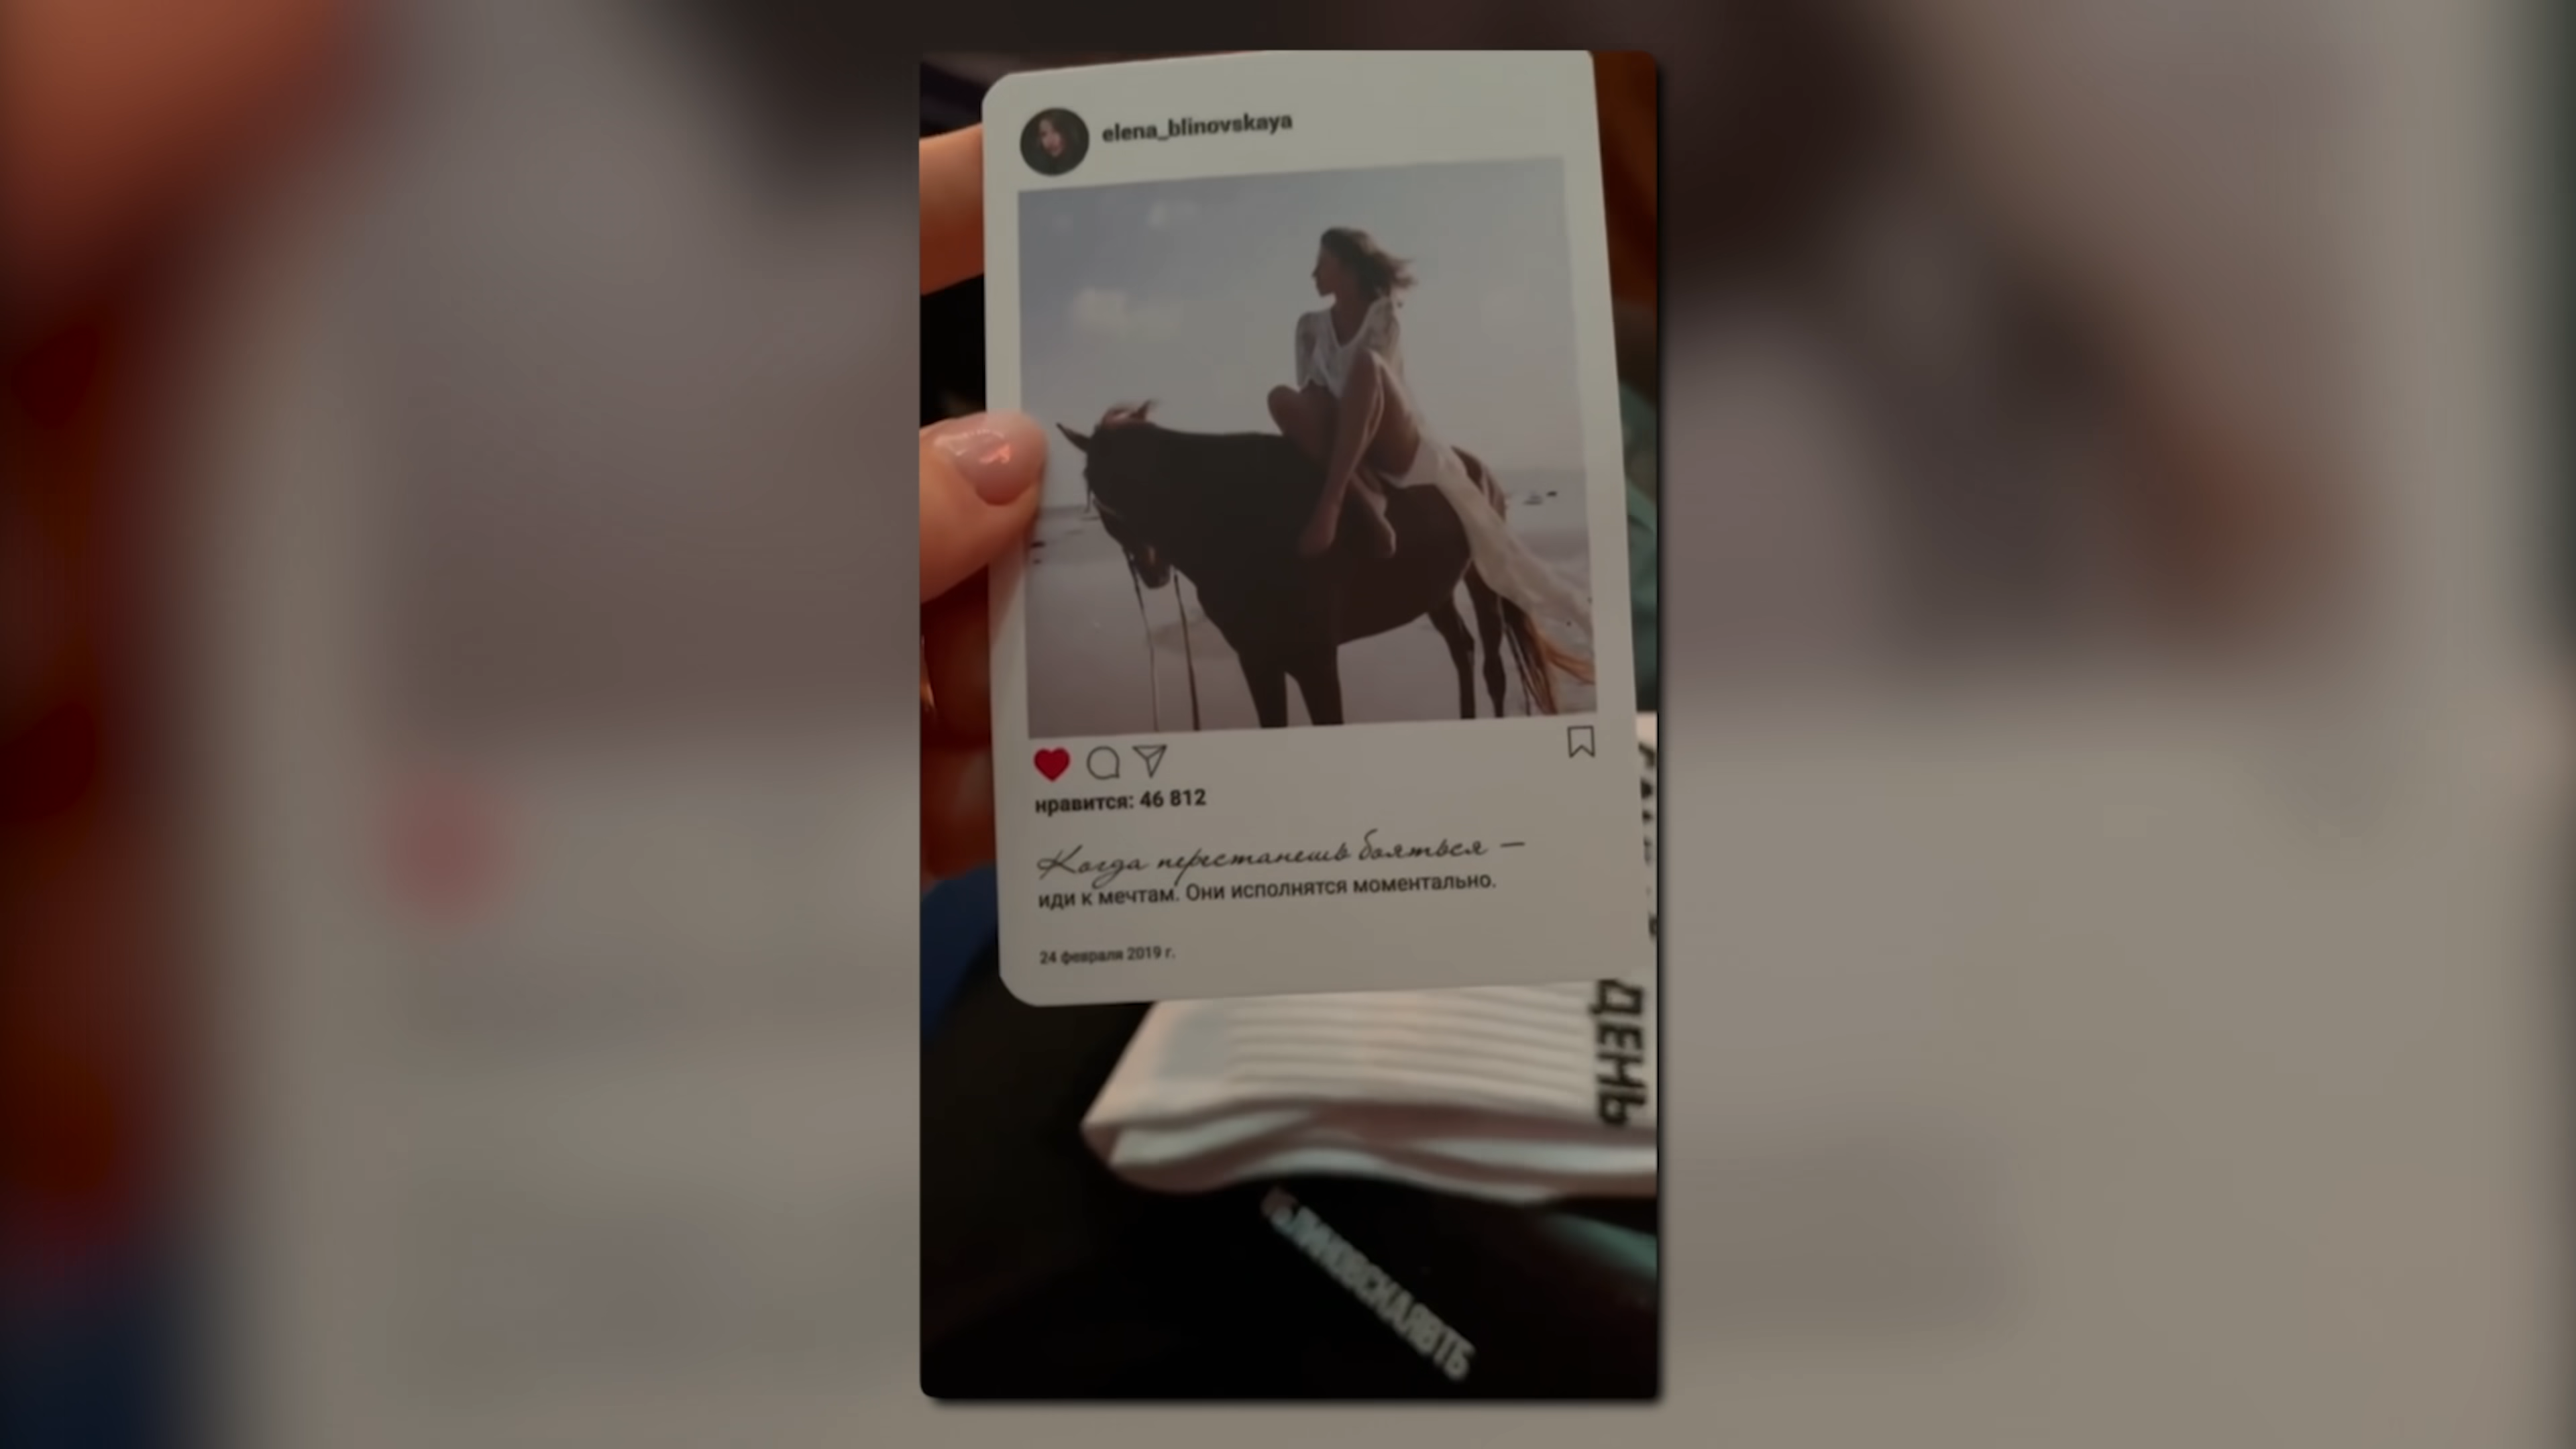 elena_blinovskaya
нравится: 46 812
Когда перестанешь бояться —
иди к мечтам. Они исполнятся моментально.
24 февраля 2019 г.
ДЕНЬ